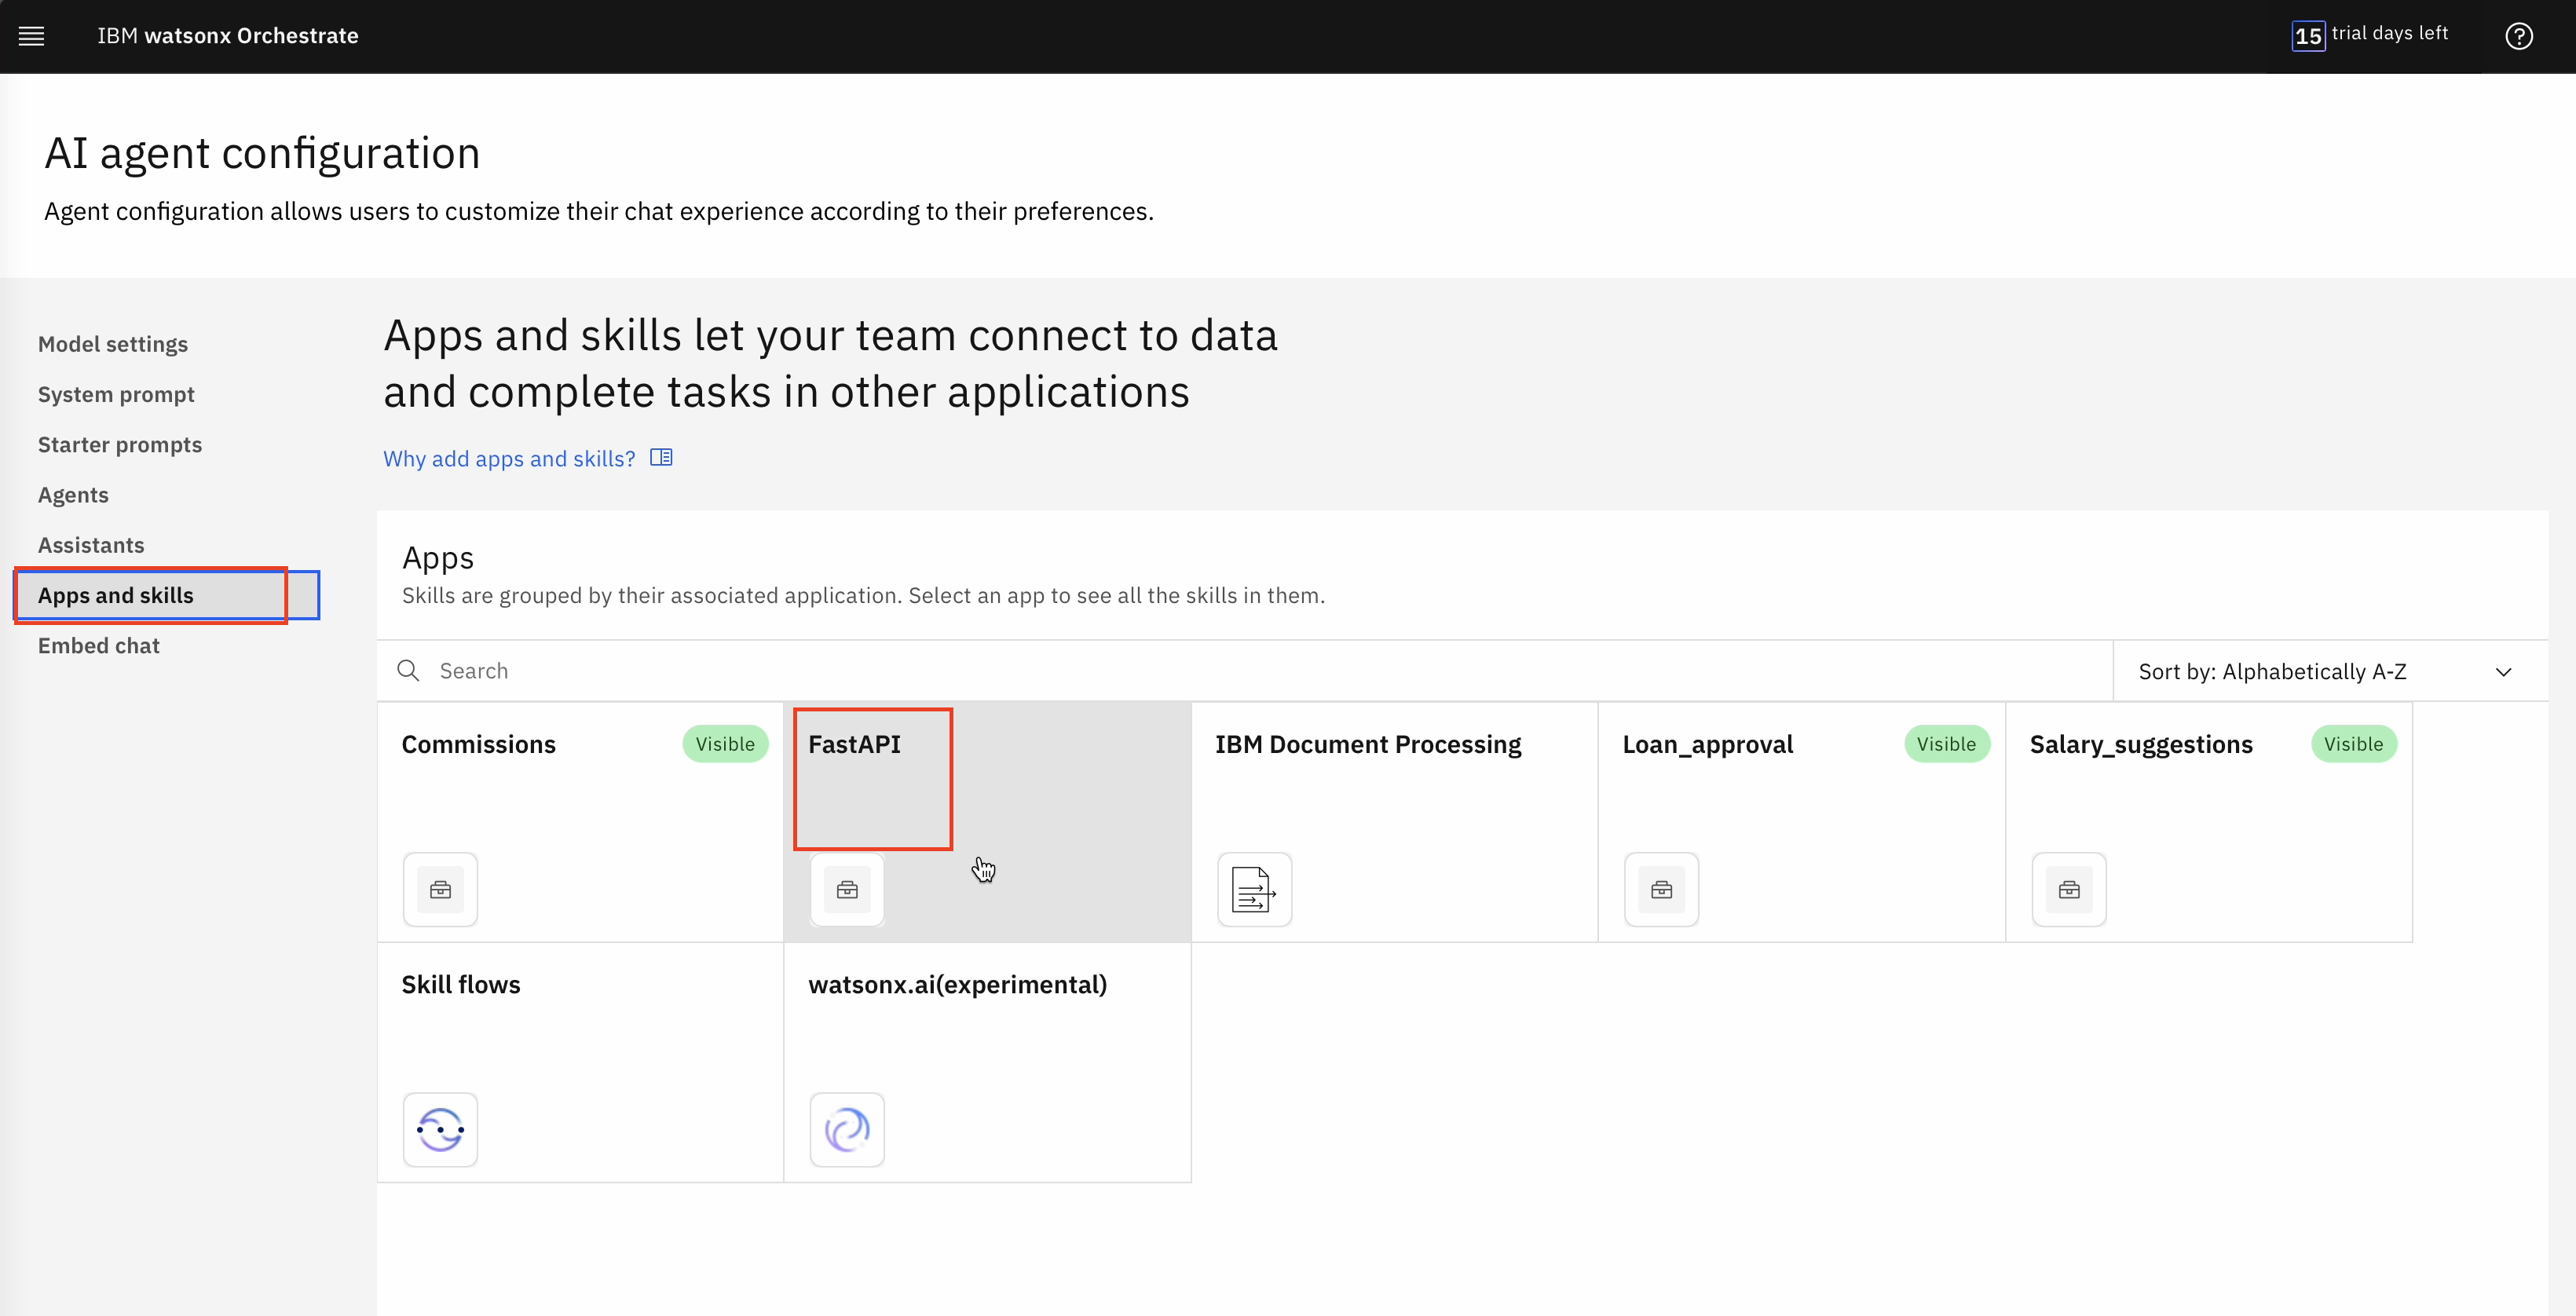 IBM watsonx Orchestrate
15 trial days left
AI agent configuration
Agent configuration allows users to customize their chat experience according to their preferences.
Model settings
System prompt
Starter prompts
Agents
Assistants
Apps and skills
Embed chat
Apps and skills let your team connect to data
and complete tasks in other applications
Why add apps and skills?
Apps
Skills are grouped by their associated application. Select an app to see all the skills in them.
Search
Sort by: Alphabetically A-Z
Commissions
Visible
FastAPI
IBM Document Processing
Loan_approval
Visible
Salary_suggestions
Visible
Skill flows
watsonx.ai(experimental)